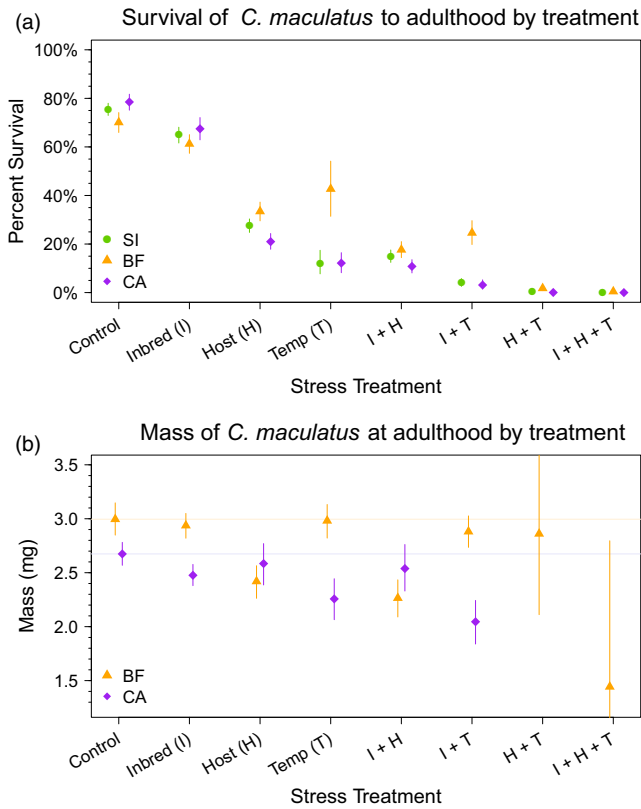 (a)
Survival of C. maculatus to adulthood by treatment
Percent Survival
80%
60%
40%
20%
0%
SI
BF
CA
Control
Inbred (I)
Host (H)
Temp (T)
I + H
I + T
H + T
I + H + T
Stress Treatment
(b)
Mass of C. maculatus at adulthood by treatment
Mass (mg)
3.5
3.0
2.5
2.0
1.5
BF
CA
Control
Inbred (I)
Host (H)
Temp (T)
I + H
I + T
H + T
I + H + T
Stress Treatment